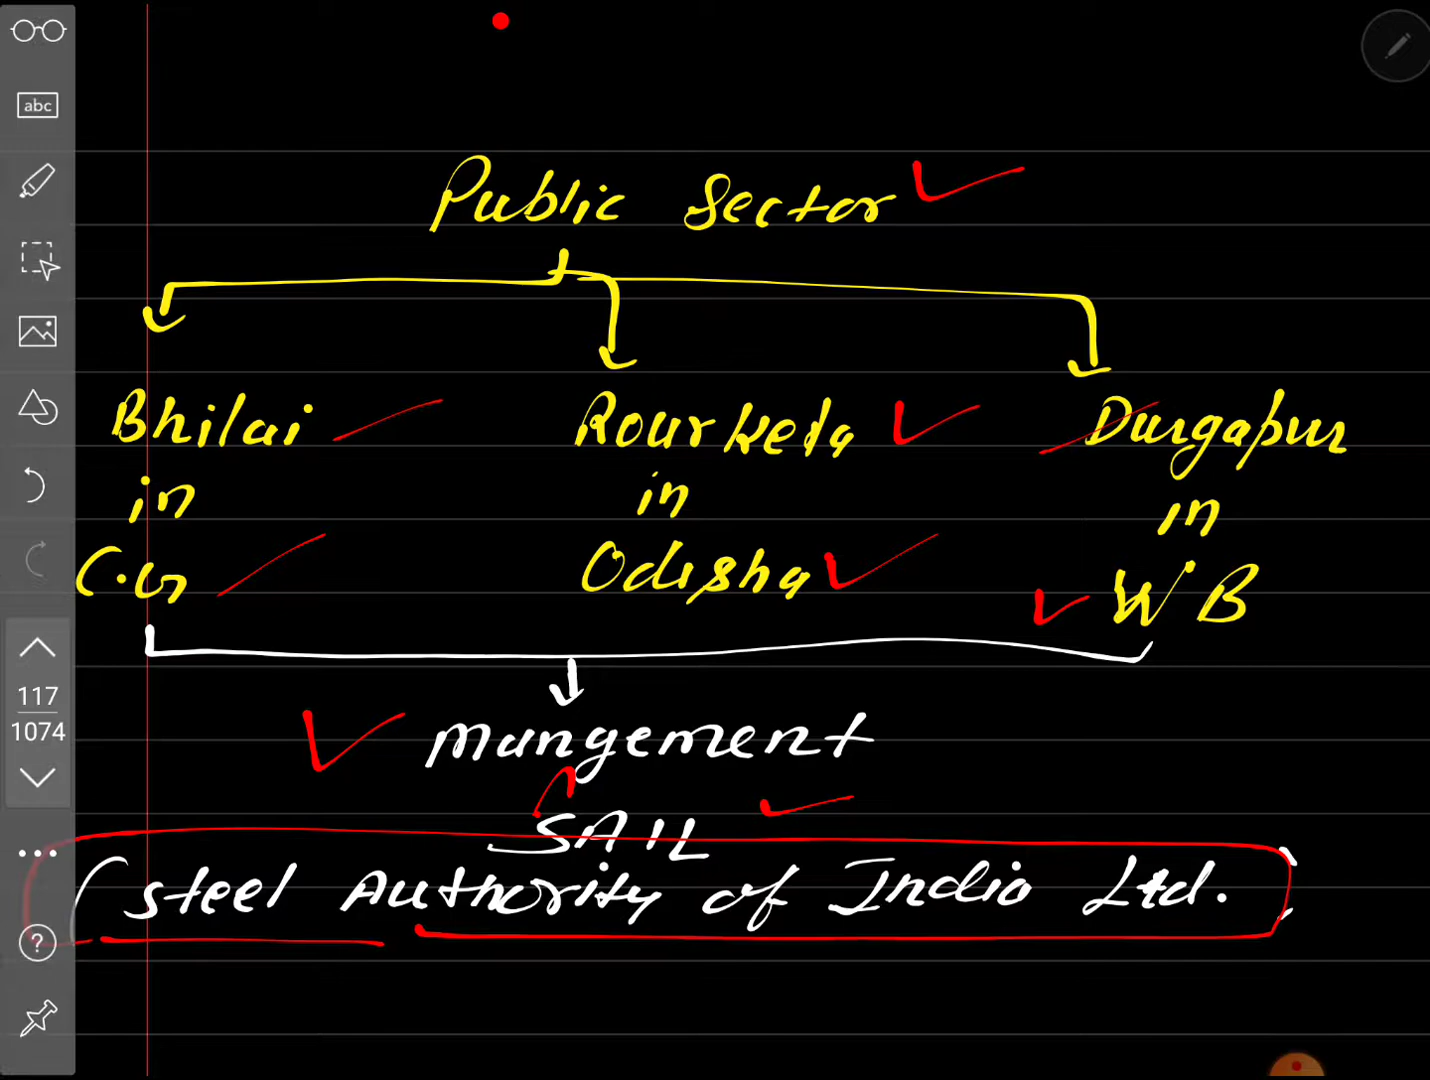 abc
Public Sector
Bhilai Rourkela Durgapur
in in in
C.G Odisha W B
117
1074
mangement
SAIL
(Steel Authority of India Ltd.)
?